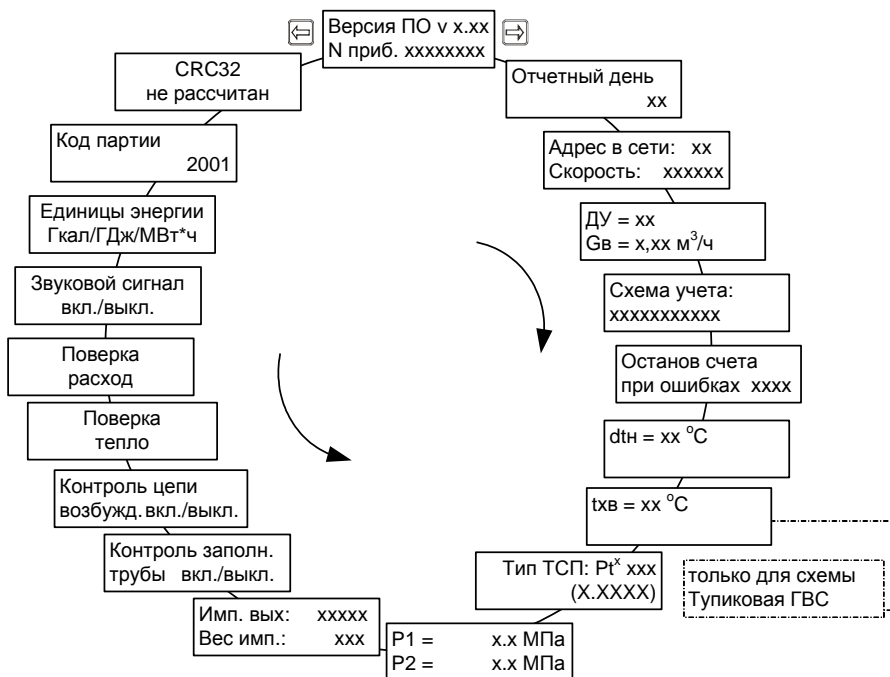 Версия ПО v x.xx
N приб. xxxxxxxx
Отчетный день
xx
Адрес в сети: xx
Скорость: xxxxxx
ДУ = xx
Gв = x,xx м³/ч
Схема учета:
xxxxxxxxxxx
Останов счета
при ошибках xxxx
dtн = xx °C
tхв = xx °C
только для схемы
Тупиковая ГВС
Тип ТСП: Ptˣ xxx
(X.XXXX)
P1 = x.x МПа
P2 = x.x МПа
Имп. вых: xxxxx
Вес имп.: xxx
Контроль заполн.
трубы вкл./выкл.
Контроль цепи
возбужд. вкл./выкл.
Поверка
тепло
Поверка
расход
Звуковой сигнал
вкл./выкл.
Единицы энергии
Гкал/ГДж/МВт*ч
Код партии
2001
CRC32
не рассчитан